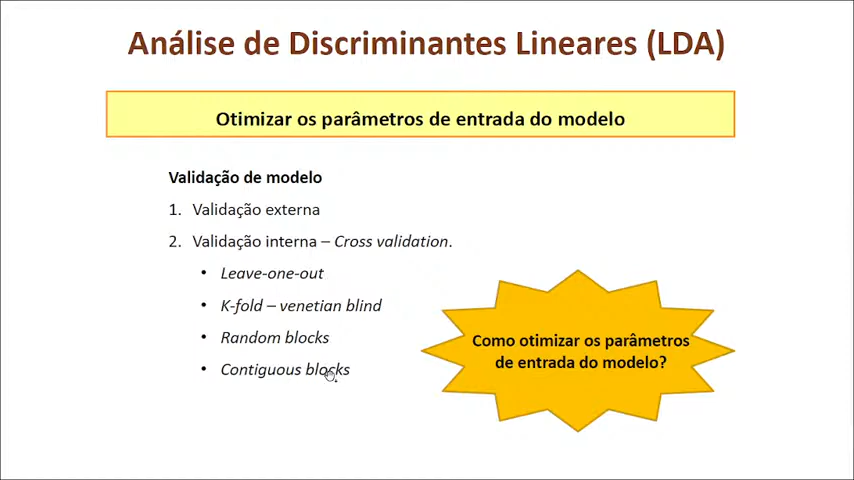 Análise de Discriminantes Lineares (LDA)
Otimizar os parâmetros de entrada do modelo
Validação de modelo
1. Validação externa
2. Validação interna – Cross validation.
• Leave-one-out
• K-fold – venetian blind
• Random blocks
• Contiguous blocks
Como otimizar os parâmetros
de entrada do modelo?